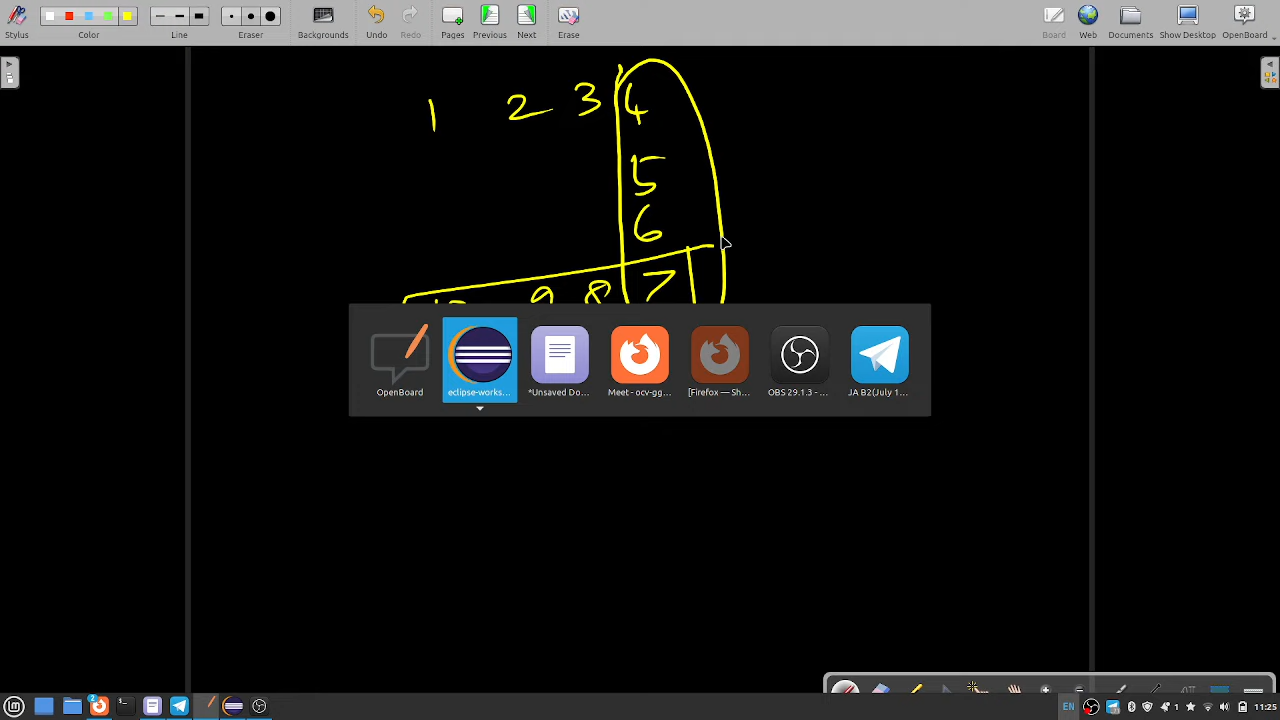 Stylus Color Line Eraser Backgrounds Undo Redo Pages Previous Next Erase Board Web Documents Show Desktop OpenBoard
1 2 3 4
5
6
9 8 7
OpenBoard eclipse-works... *Unsaved Do... Meet - ocv-gg... [Firefox — Sh... OBS 29.1.3 - ... JA B2(July 1...
2 EN 1 11:25